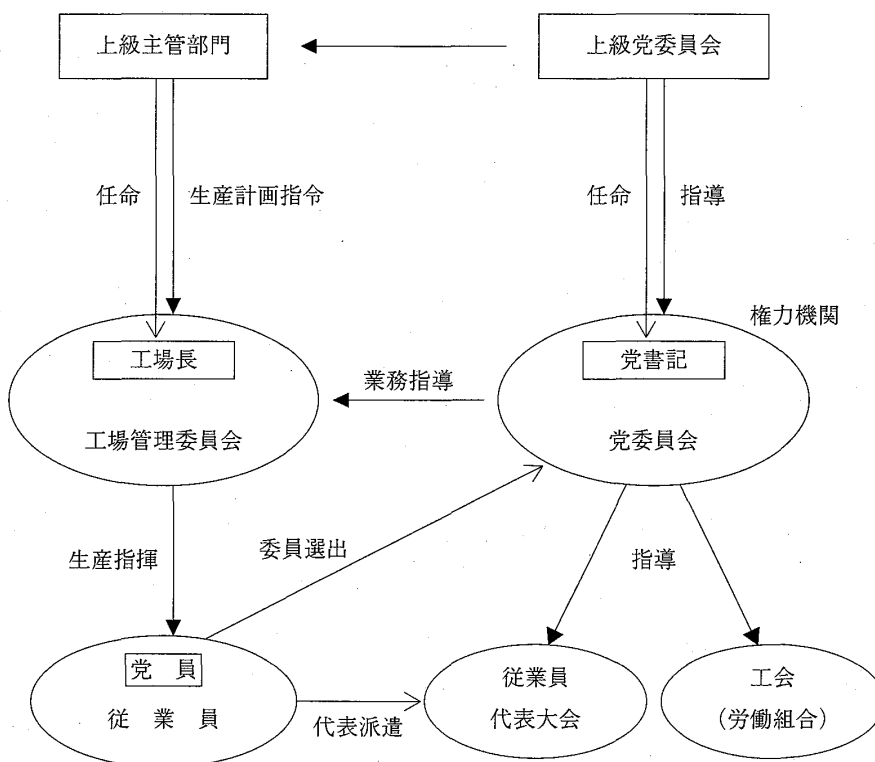 上級主管部門
上級党委員会
任命
生産計画指令
任命
指導
権力機関
工場長
党書記
業務指導
工場管理委員会
党委員会
生産指揮
委員選出
指導
党 員
従 業 員
代表派遣
従業員
代表大会
工会
(労働組合)